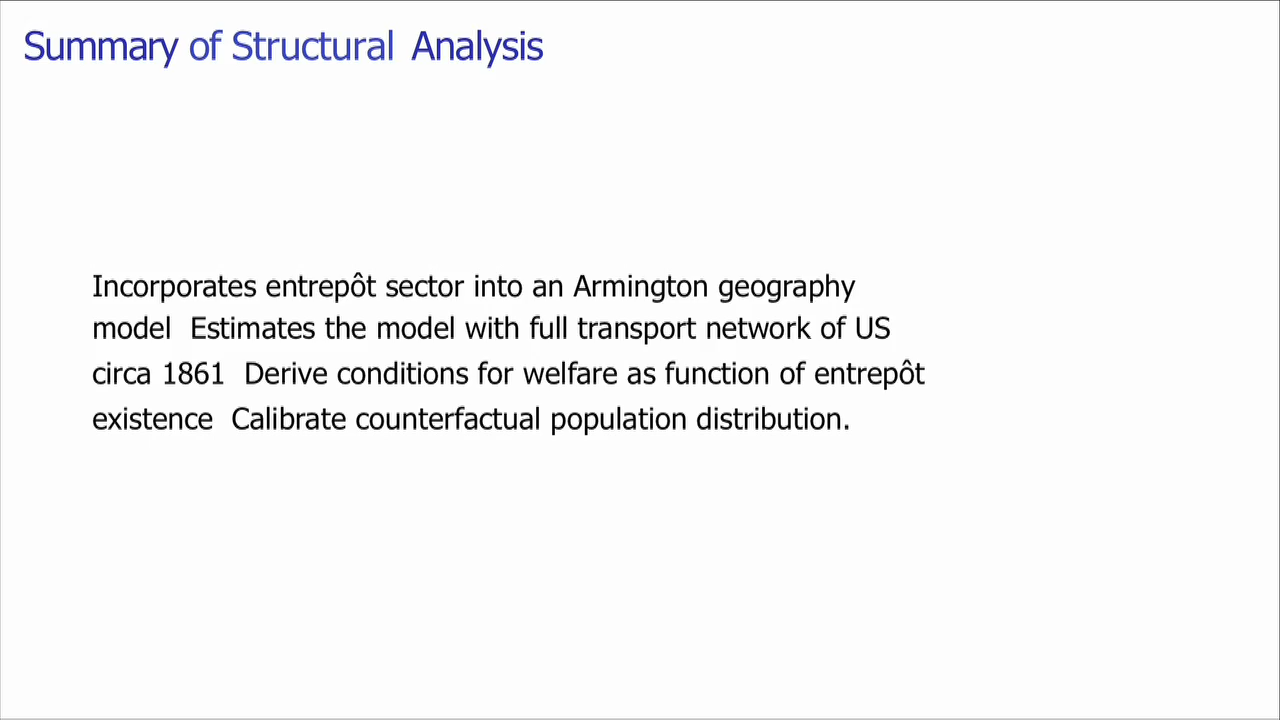 Summary of Structural Analysis
Incorporates entrepôt sector into an Armington geography
model Estimates the model with full transport network of US
circa 1861 Derive conditions for welfare as function of entrepôt
existence Calibrate counterfactual population distribution.